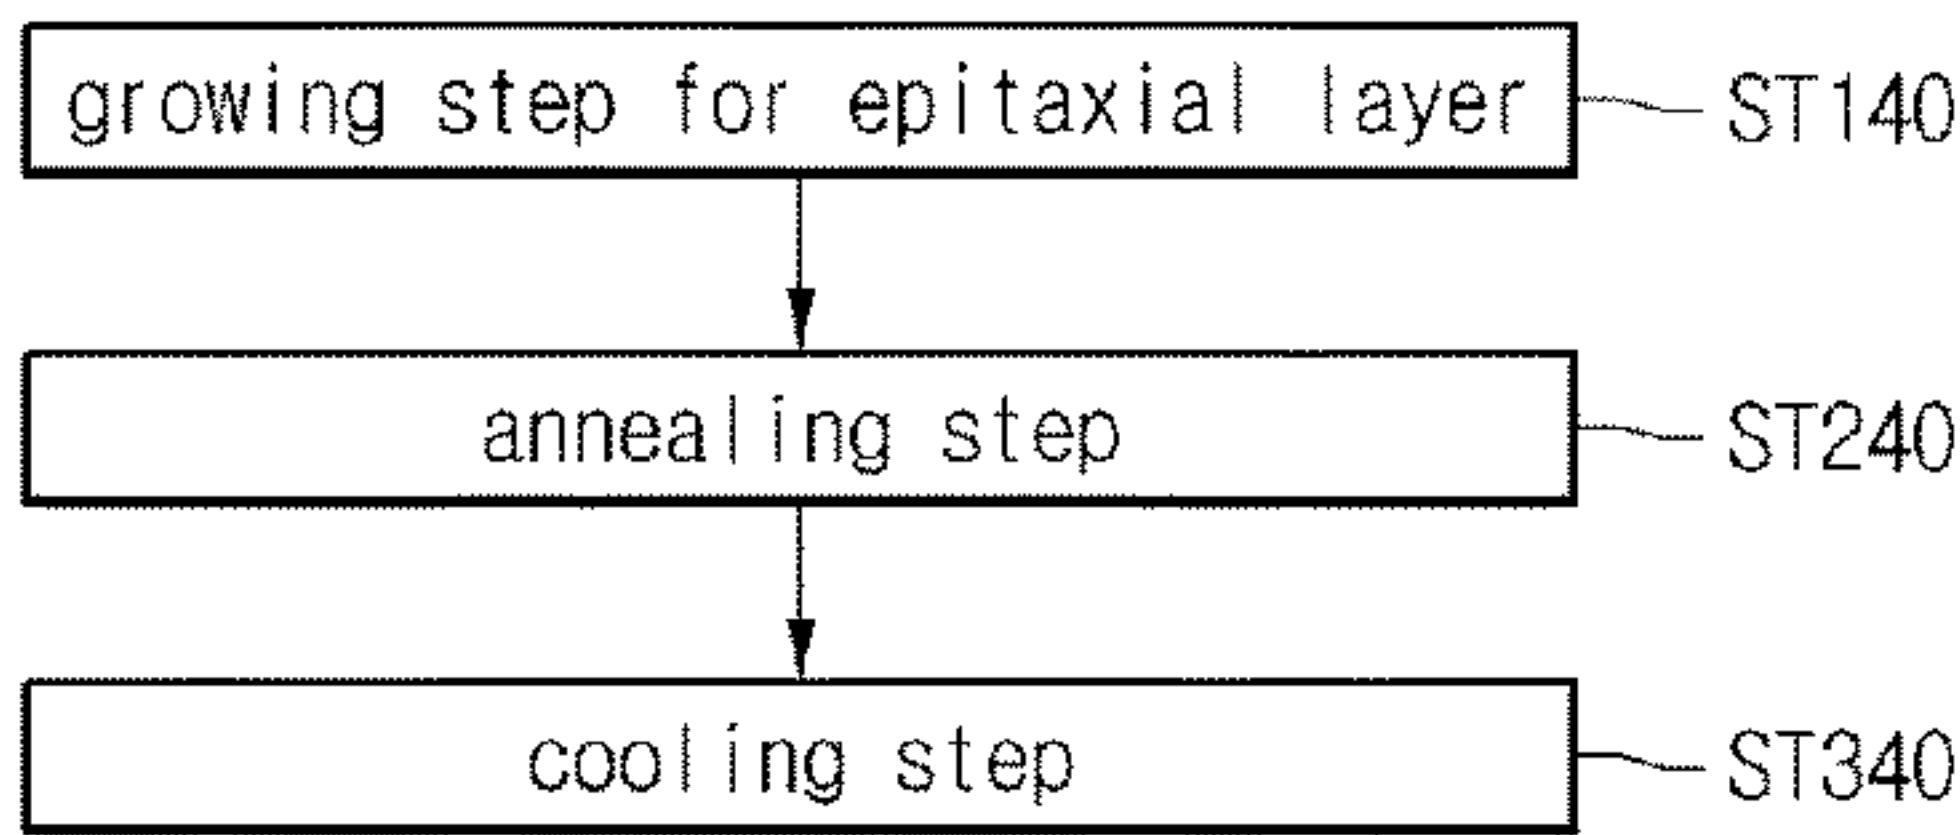 growing step for epitaxial layer ST140
annealing step ST240
cooling step ST340